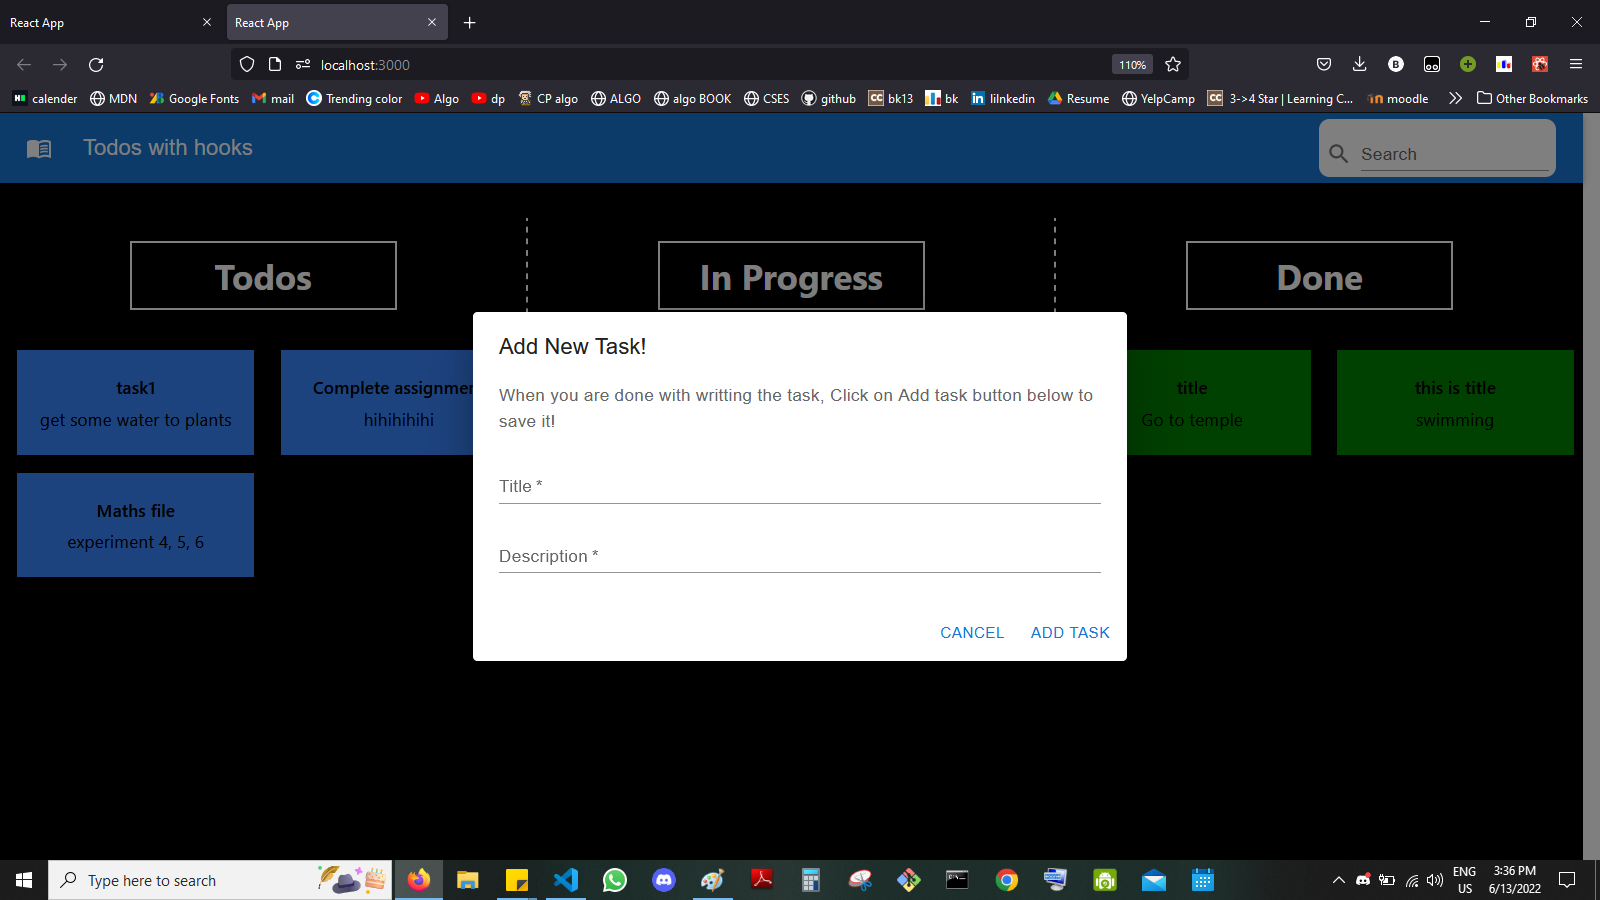 React App
React App
localhost:3000
110%
calender
MDN
Google Fonts
mail
Trending color
Algo
dp
CP algo
ALGO
algo BOOK
CSES
github
bk13
bk
lilnkedin
Resume
YelpCamp
3->4 Star | Learning C...
moodle
Other Bookmarks
Todos with hooks
Search
Todos
In Progress
Done
task1
get some water to plants
Complete assignmen
hihihihihi
title
Go to temple
this is title
swimming
Maths file
experiment 4, 5, 6
Add New Task!
When you are done with writting the task, Click on Add task button below to
save it!
Title *
Description *
CANCEL
ADD TASK
Type here to search
ENG
US
3:36 PM
6/13/2022